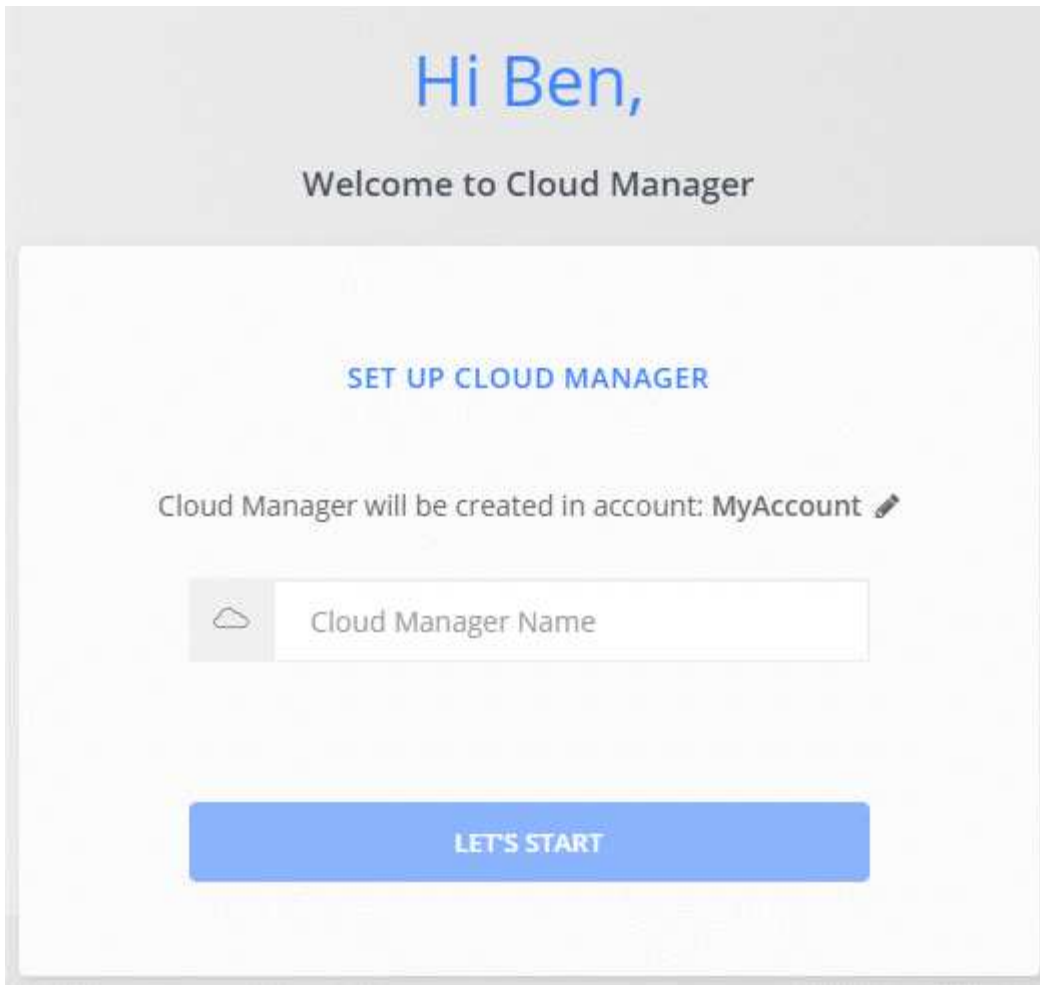 Hi Ben,
Welcome to Cloud Manager
SET UP CLOUD MANAGER
Cloud Manager will be created in account: MyAccount
Cloud Manager Name
LET'S START